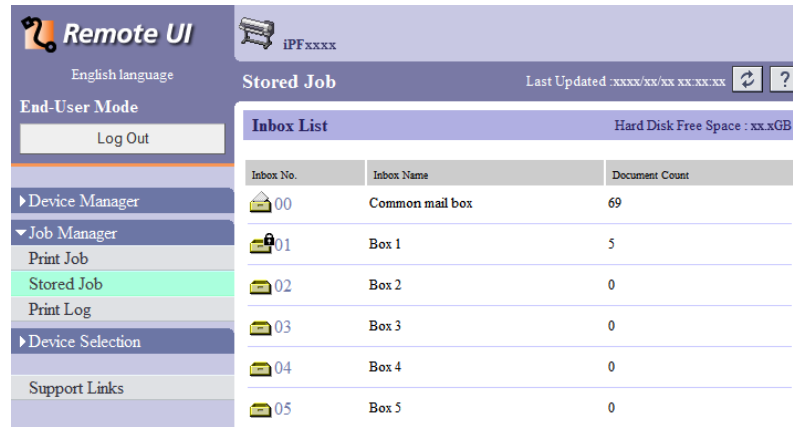 Remote UI
English language
End-User Mode
Log Out
Device Manager
Job Manager
Print Job
Stored Job
Print Log
Device Selection
Support Links
iPFxxxx
Stored Job Last Updated :xxxx/xx/xx xx:xx:xx ?
Inbox List Hard Disk Free Space : xx.xGB
Inbox No. Inbox Name Document Count
00 Common mail box 69
01 Box 1 5
02 Box 2 0
03 Box 3 0
04 Box 4 0
05 Box 5 0